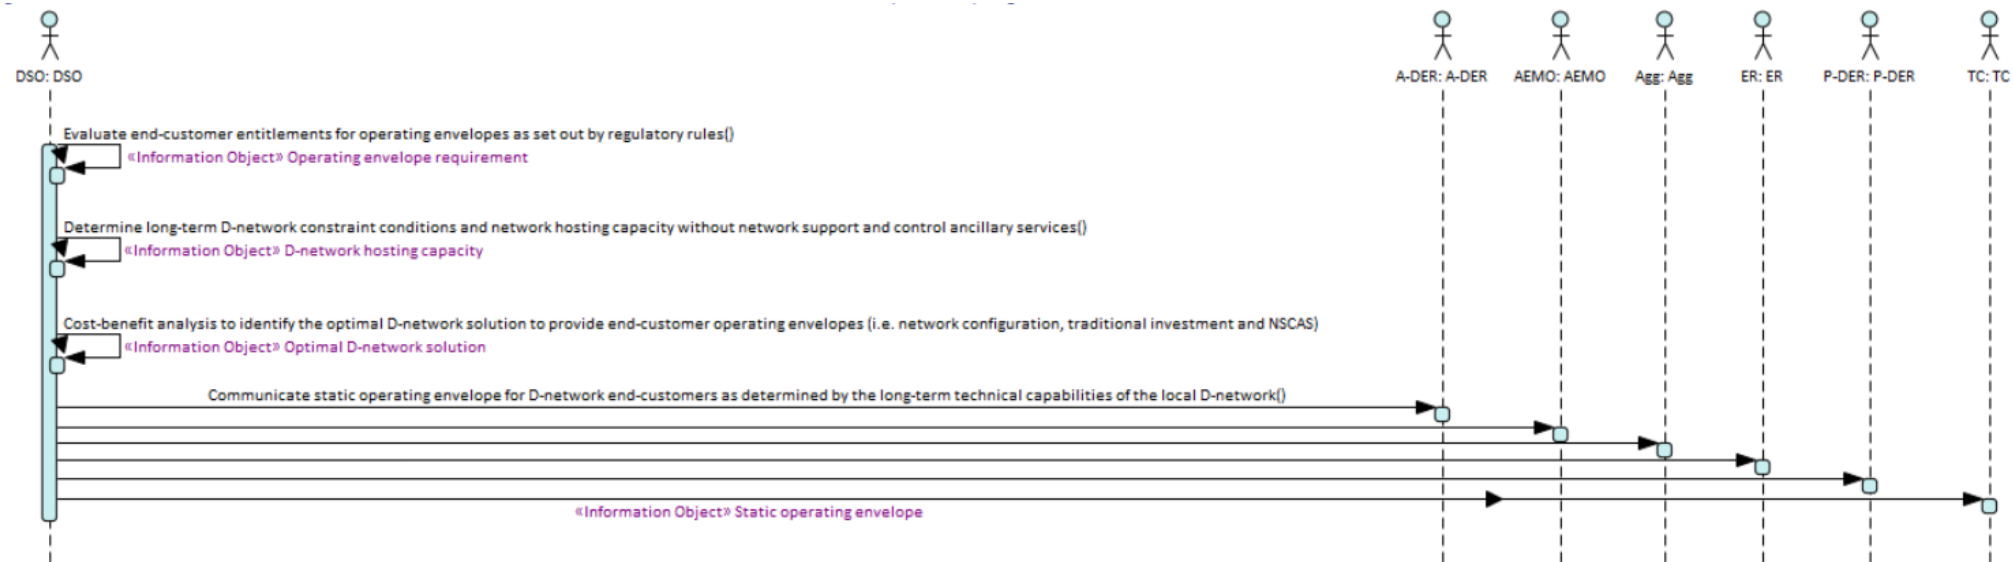 DSO: DSO
A-DER: A-DER
AEMO: AEMO
Agg: Agg
ER: ER
P-DER: P-DER
TC: TC
Evaluate end-customer entitlements for operating envelopes as set out by regulatory rules()
«Information Object» Operating envelope requirement
Determine long-term D-network constraint conditions and network hosting capacity without network support and control ancillary services()
«Information Object» D-network hosting capacity
Cost-benefit analysis to identify the optimal D-network solution to provide end-customer operating envelopes (i.e. network configuration, traditional investment and NSCAS)
«Information Object» Optimal D-network solution
Communicate static operating envelope for D-network end-customers as determined by the long-term technical capabilities of the local D-network()
«Information Object» Static operating envelope